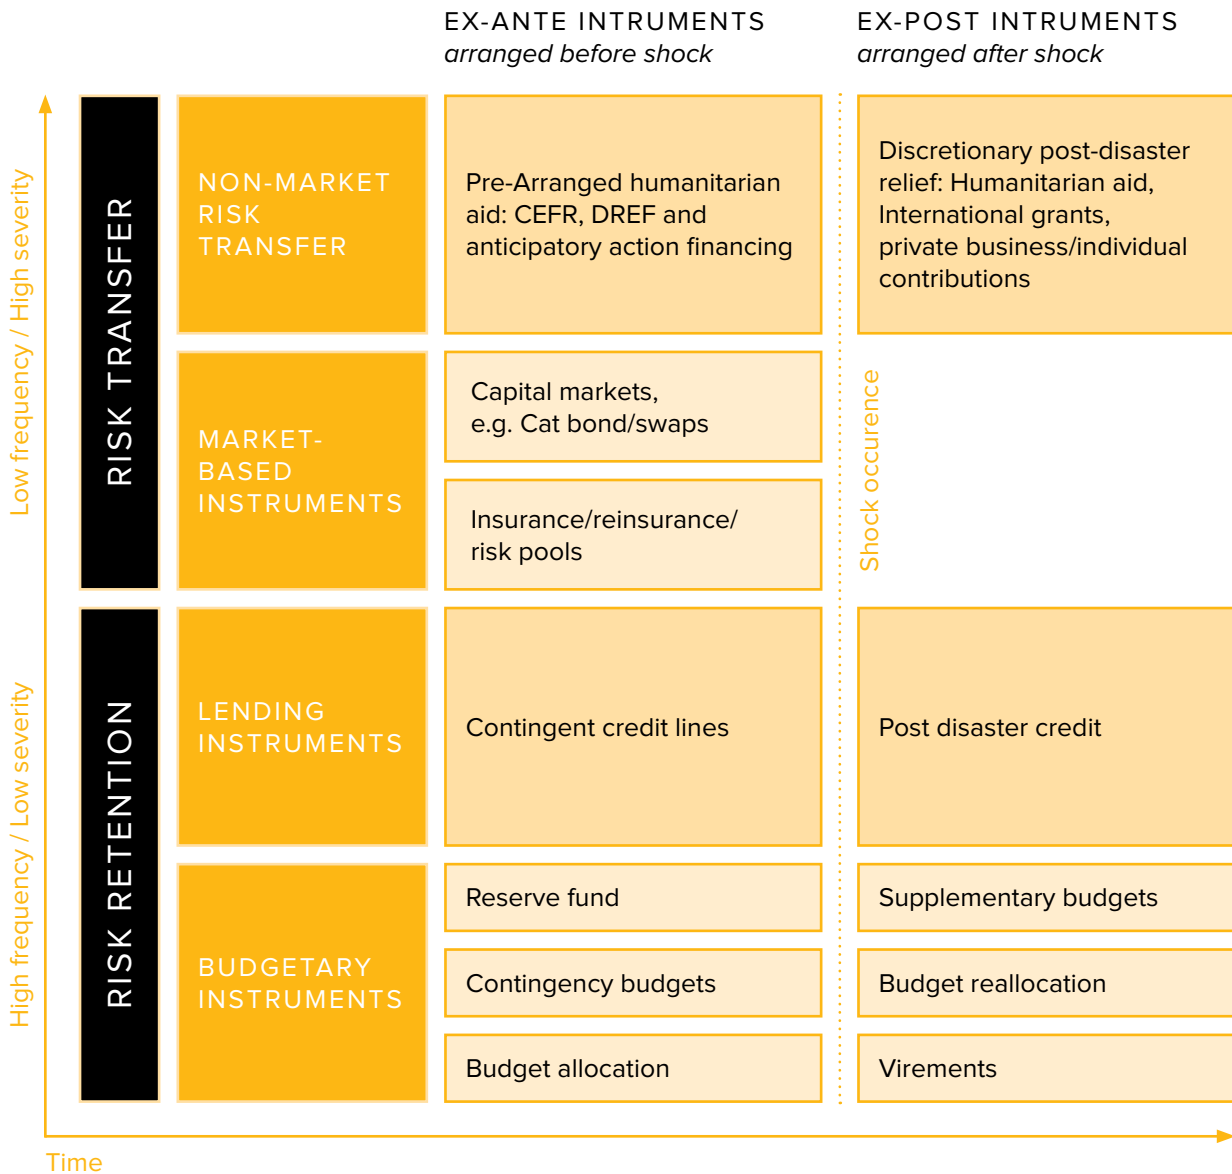 EX-ANTE INTRUMENTS
arranged before shock
EX-POST INTRUMENTS
arranged after shock
Low frequency / High severity
RISK TRANSFER
NON-MARKET
RISK
TRANSFER
Pre-Arranged humanitarian
aid: CEFR, DREF and
anticipatory action financing
Discretionary post-disaster
relief: Humanitarian aid,
International grants,
private business/individual
contributions
MARKET-
BASED
INSTRUMENTS
Capital markets,
e.g. Cat bond/swaps
Insurance/reinsurance/
risk pools
Shock occurence
High frequency / Low severity
RISK RETENTION
LENDING
INSTRUMENTS
Contingent credit lines
Post disaster credit
BUDGETARY
INSTRUMENTS
Reserve fund
Supplementary budgets
Contingency budgets
Budget reallocation
Budget allocation
Virements
Time